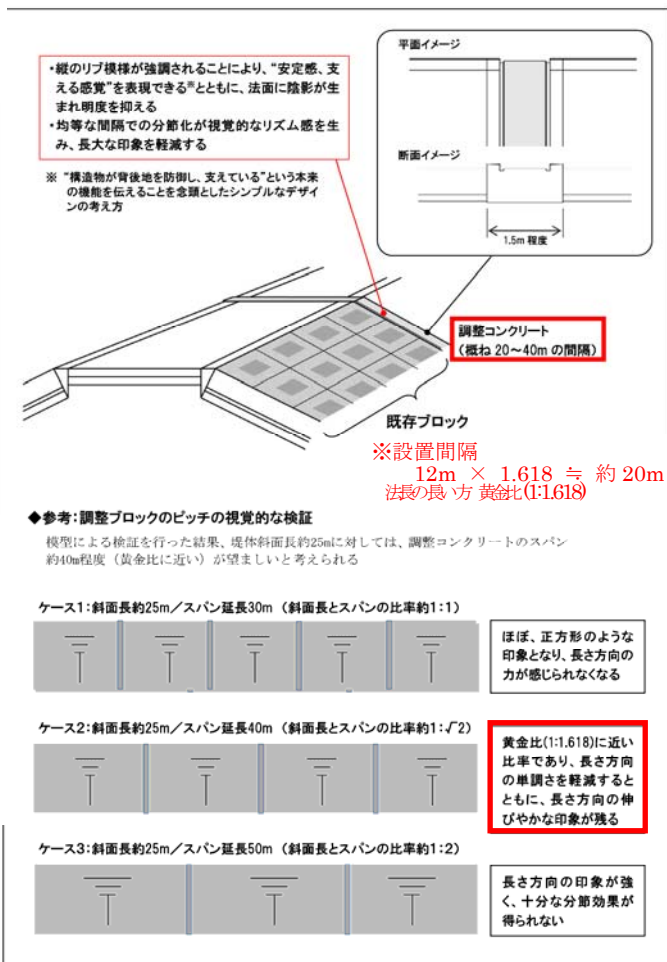 ・縦のリブ模様が強調されることにより、“安定感、支
える感覚”を表現できる※とともに、法面に陰影が生
まれ明度を抑える
・均等な間隔での分節化が視覚的なリズム感を生
み、長大な印象を軽減する
※ “構造物が背後地を防御し、支えている”という本来
の機能を伝えることを念頭としたシンプルなデザイ
ンの考え方
平面イメージ
断面イメージ
1.5m 程度
調整コンクリート
(概ね 20～40m の間隔)
既存ブロック
※設置間隔
12m × 1.618 ≒ 約 20m
法長の長い方 黄金比(1:1.618)
◆参考:調整ブロックのピッチの視覚的な検証
模型による検証を行った結果、堤体斜面長約25mに対しては、調整コンクリートのスパン
約40m程度（黄金比に近い）が望ましいと考えられる
ケース1:斜面長約25m／スパン延長30m (斜面長とスパンの比率約1:1)
ほぼ、正方形のような
印象となり、長さ方向の
力が感じられなくなる
ケース2:斜面長約25m／スパン延長40m (斜面長とスパンの比率約1:√2)
黄金比(1:1.618)に近い
比率であり、長さ方向
の単調さを軽減すると
ともに、長さ方向の伸
びやかな印象が残る
ケース3:斜面長約25m／スパン延長50m (斜面長とスパンの比率約1:2)
長さ方向の印象が強
く、十分な分節効果が
得られない